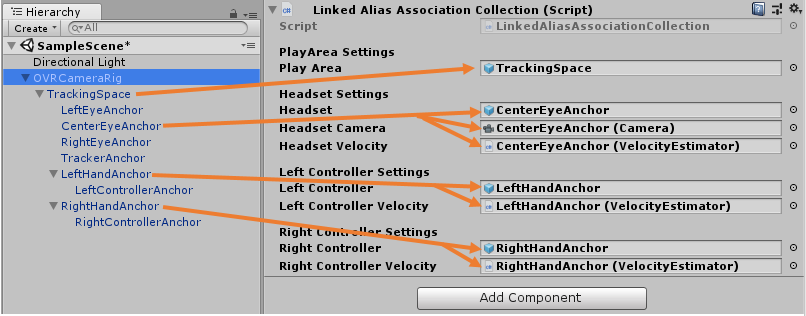 Hierarchy
Create
SampleScene*
Directional Light
OVRCameraRig
TrackingSpace
LeftEyeAnchor
CenterEyeAnchor
RightEyeAnchor
TrackerAnchor
LeftHandAnchor
LeftControllerAnchor
RightHandAnchor
RightControllerAnchor
Linked Alias Association Collection (Script)
Script LinkedAliasAssociationCollection
PlayArea Settings
Play Area TrackingSpace
Headset Settings
Headset CenterEyeAnchor
Headset Camera CenterEyeAnchor (Camera)
Headset Velocity CenterEyeAnchor (VelocityEstimator)
Left Controller Settings
Left Controller LeftHandAnchor
Left Controller Velocity LeftHandAnchor (VelocityEstimator)
Right Controller Settings
Right Controller RightHandAnchor
Right Controller Velocity RightHandAnchor (VelocityEstimator)
Add Component